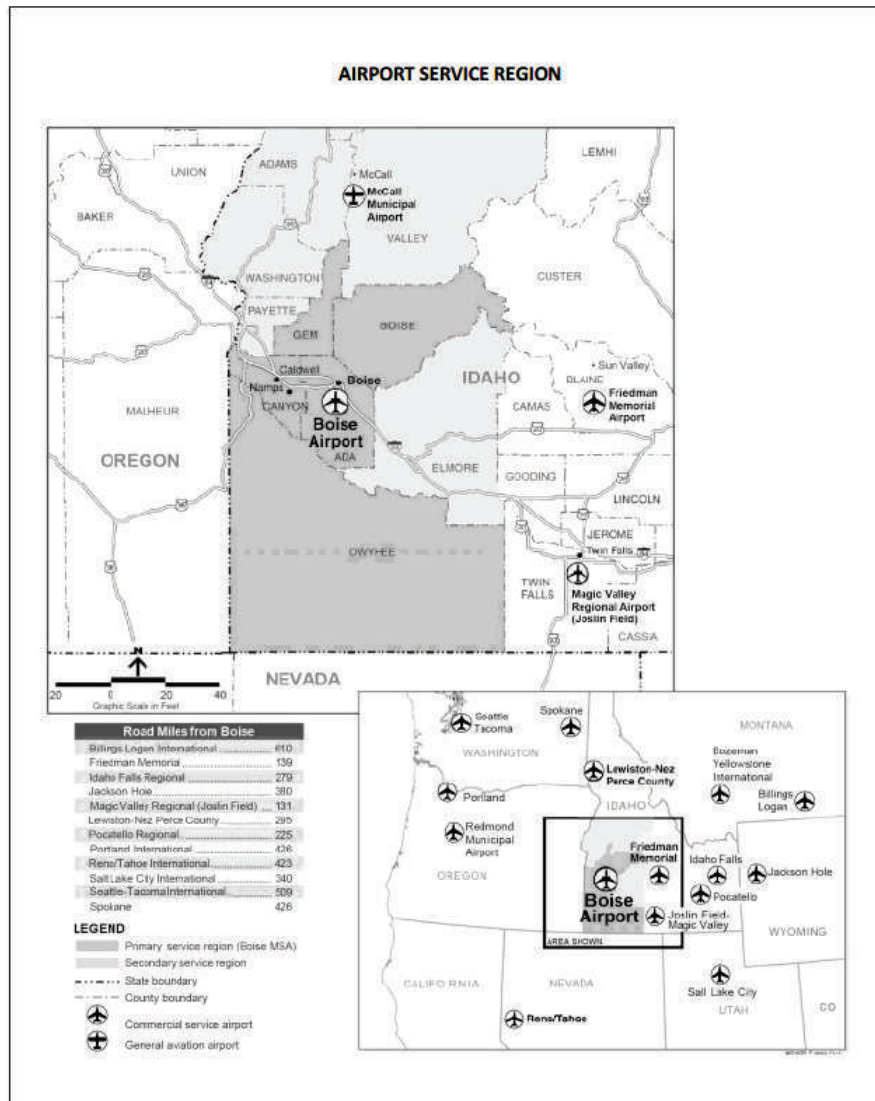 AIRPORT SERVICE REGION
UNION
ADAMS
McCall
McCall
Municipal
Airport
LEMHI
BAKER
VALLEY
WASHINGTON
CUSTER
PAYETTE
GEM
BOISE
IDAHO
Sun Valley
BLAINE
Caldwell
Boise
Nampa
CANYON
Friedman
Memorial
Airport
MALHEUR
CAMAS
Boise
Airport
OREGON
ADA
ELMORE
GOODING
LINCOLN
JEROME
Twin Falls
OWYHEE
TWIN
FALLS
Magic Valley
Regional Airport
(Joslin Field)
CASSIA
N
NEVADA
20 0 20 40
Graphic Scale in Feet
Road Miles from Boise
Billings Logan International 610
Friedman Memorial 139
Idaho Falls Regional 279
Jackson Hole 380
Magic Valley Regional (Joslin Field) 131
Lewiston-Nez Perce County 295
Pocatello Regional 225
Portland International 426
Reno/Tahoe International 423
Salt Lake City International 340
Seattle-Tacoma International 509
Spokane 426
LEGEND
Primary service region (Boise MSA)
Secondary service region
State boundary
County boundary
Commercial service airport
General aviation airport
Seattle
Tacoma
Spokane
MONTANA
WASHINGTON
Lewiston-Nez
Perce County
Bozeman
Yellowstone
International
Billings
Logan
IDAHO
Portland
Redmond
Municipal
Airport
Friedman
Memorial
Idaho Falls
Jackson Hole
OREGON
Pocatello
Boise
Airport
Joslin Field-
Magic Valley
WYOMING
AREA SHOWN
CALIFORNIA
NEVADA
Salt Lake City
UTAH
CO
Reno/Tahoe